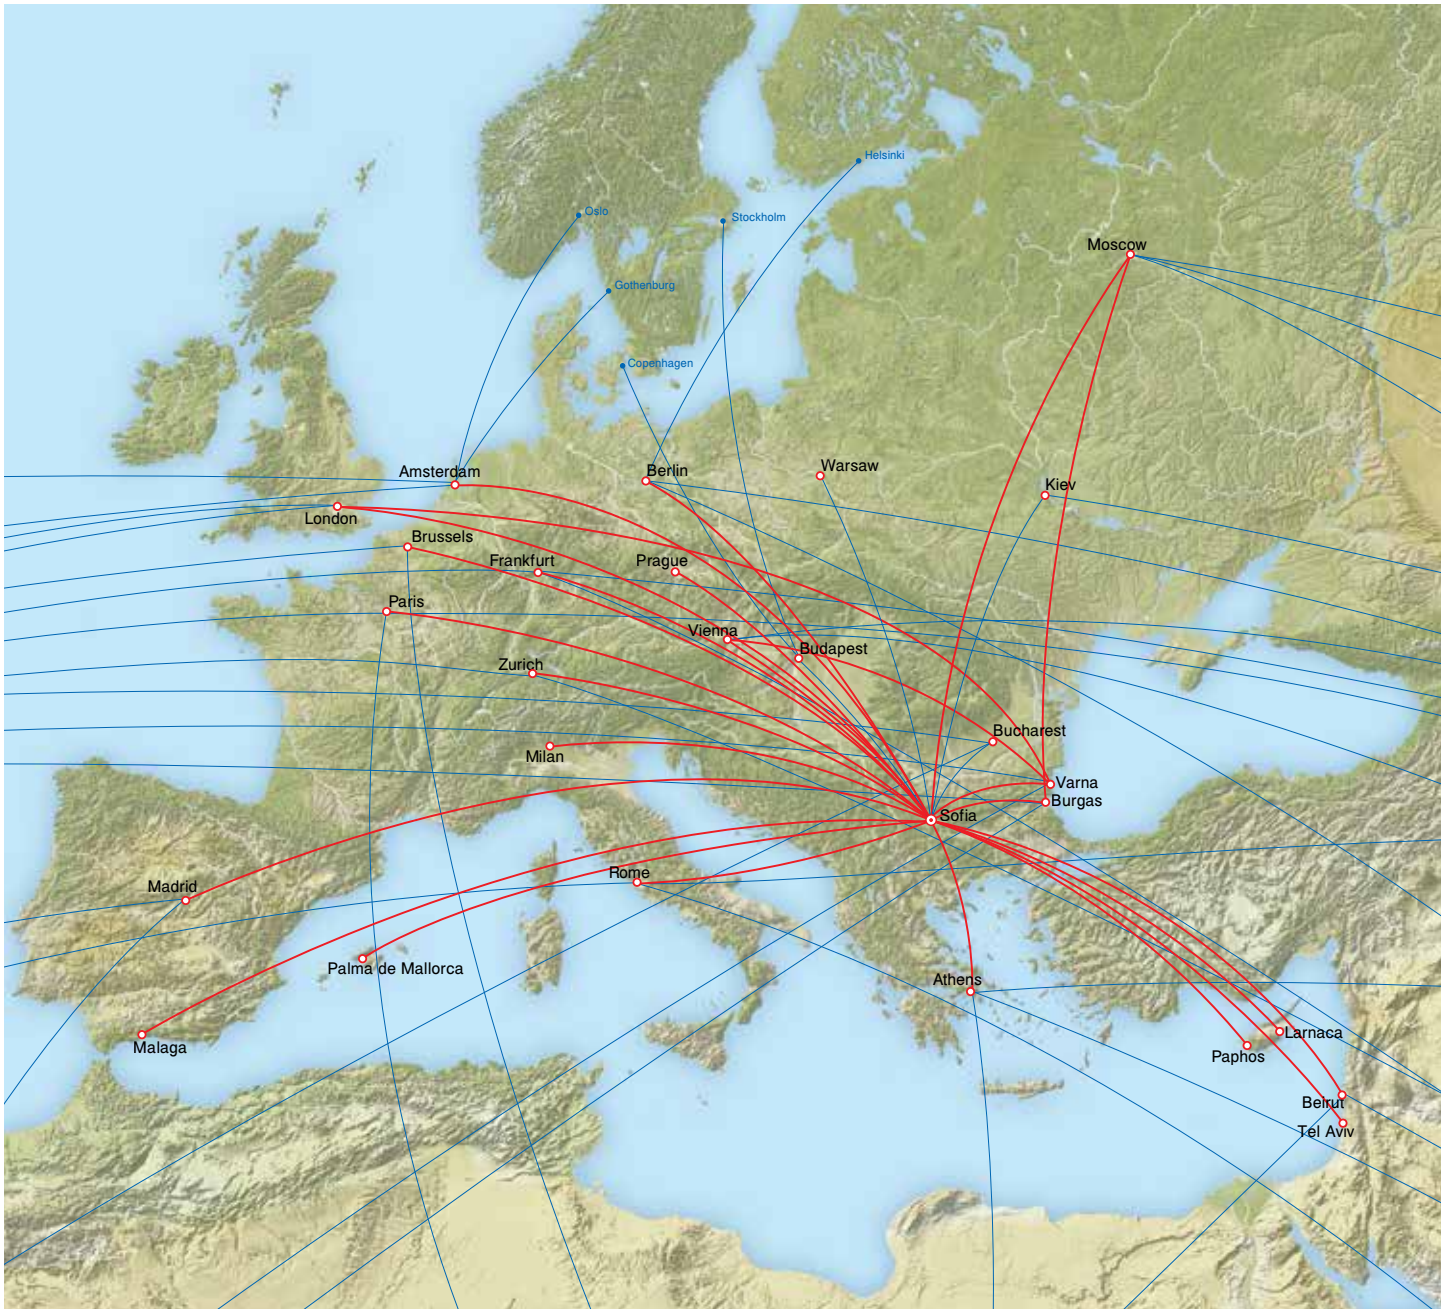 Helsinki
Oslo
Stockholm
Moscow
Gothenburg
Copenhagen
Amsterdam
Berlin
Warsaw
Kiev
London
Brussels
Frankfurt
Prague
Paris
Vienna
Budapest
Zurich
Bucharest
Milan
Varna
Burgas
Sofia
Rome
Madrid
Palma de Mallorca
Athens
Larnaca
Malaga
Paphos
Beirut
Tel Aviv